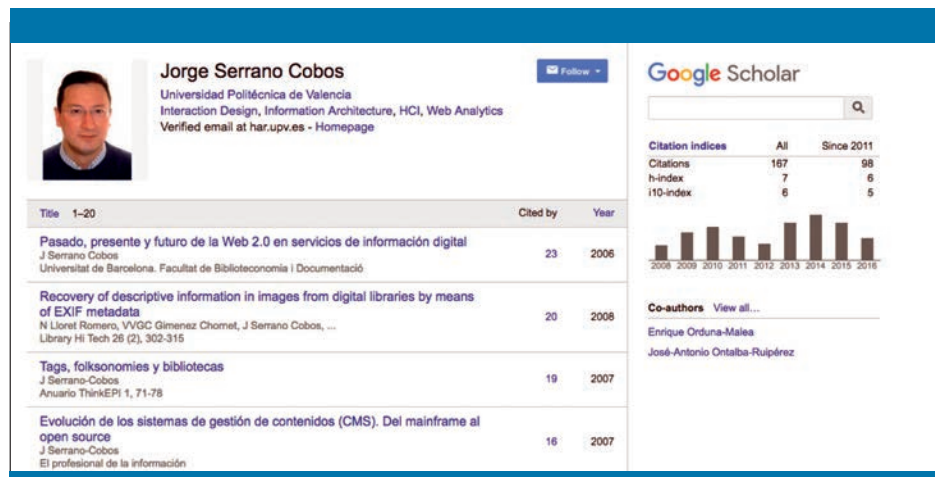 Jorge Serrano Cobos
Universidad Politécnica de Valencia
Interaction Design, Information Architecture, HCI, Web Analytics
Verified email at har.upv.es - Homepage
Follow
Title 1–20 Cited by Year
Pasado, presente y futuro de la Web 2.0 en servicios de información digital
J Serrano Cobos
Universitat de Barcelona. Facultat de Biblioteconomia i Documentació
23 2006
Recovery of descriptive information in images from digital libraries by means
of EXIF metadata
N Lloret Romero, VVGC Gimenez Chornet, J Serrano Cobos, ...
Library Hi Tech 26 (2), 302-315
20 2008
Tags, folksonomies y bibliotecas
J Serrano-Cobos
Anuario ThinkEPI 1, 71-78
19 2007
Evolución de los sistemas de gestión de contenidos (CMS). Del mainframe al
open source
J Serrano-Cobos
El profesional de la información
16 2007
Google Scholar
Citation indices All Since 2011
Citations 167 98
h-index 7 6
i10-index 6 5
2008 2009 2010 2011 2012 2013 2014 2015 2016
Co-authors View all...
Enrique Orduna-Malea
José-Antonio Ontalba-Ruipérez